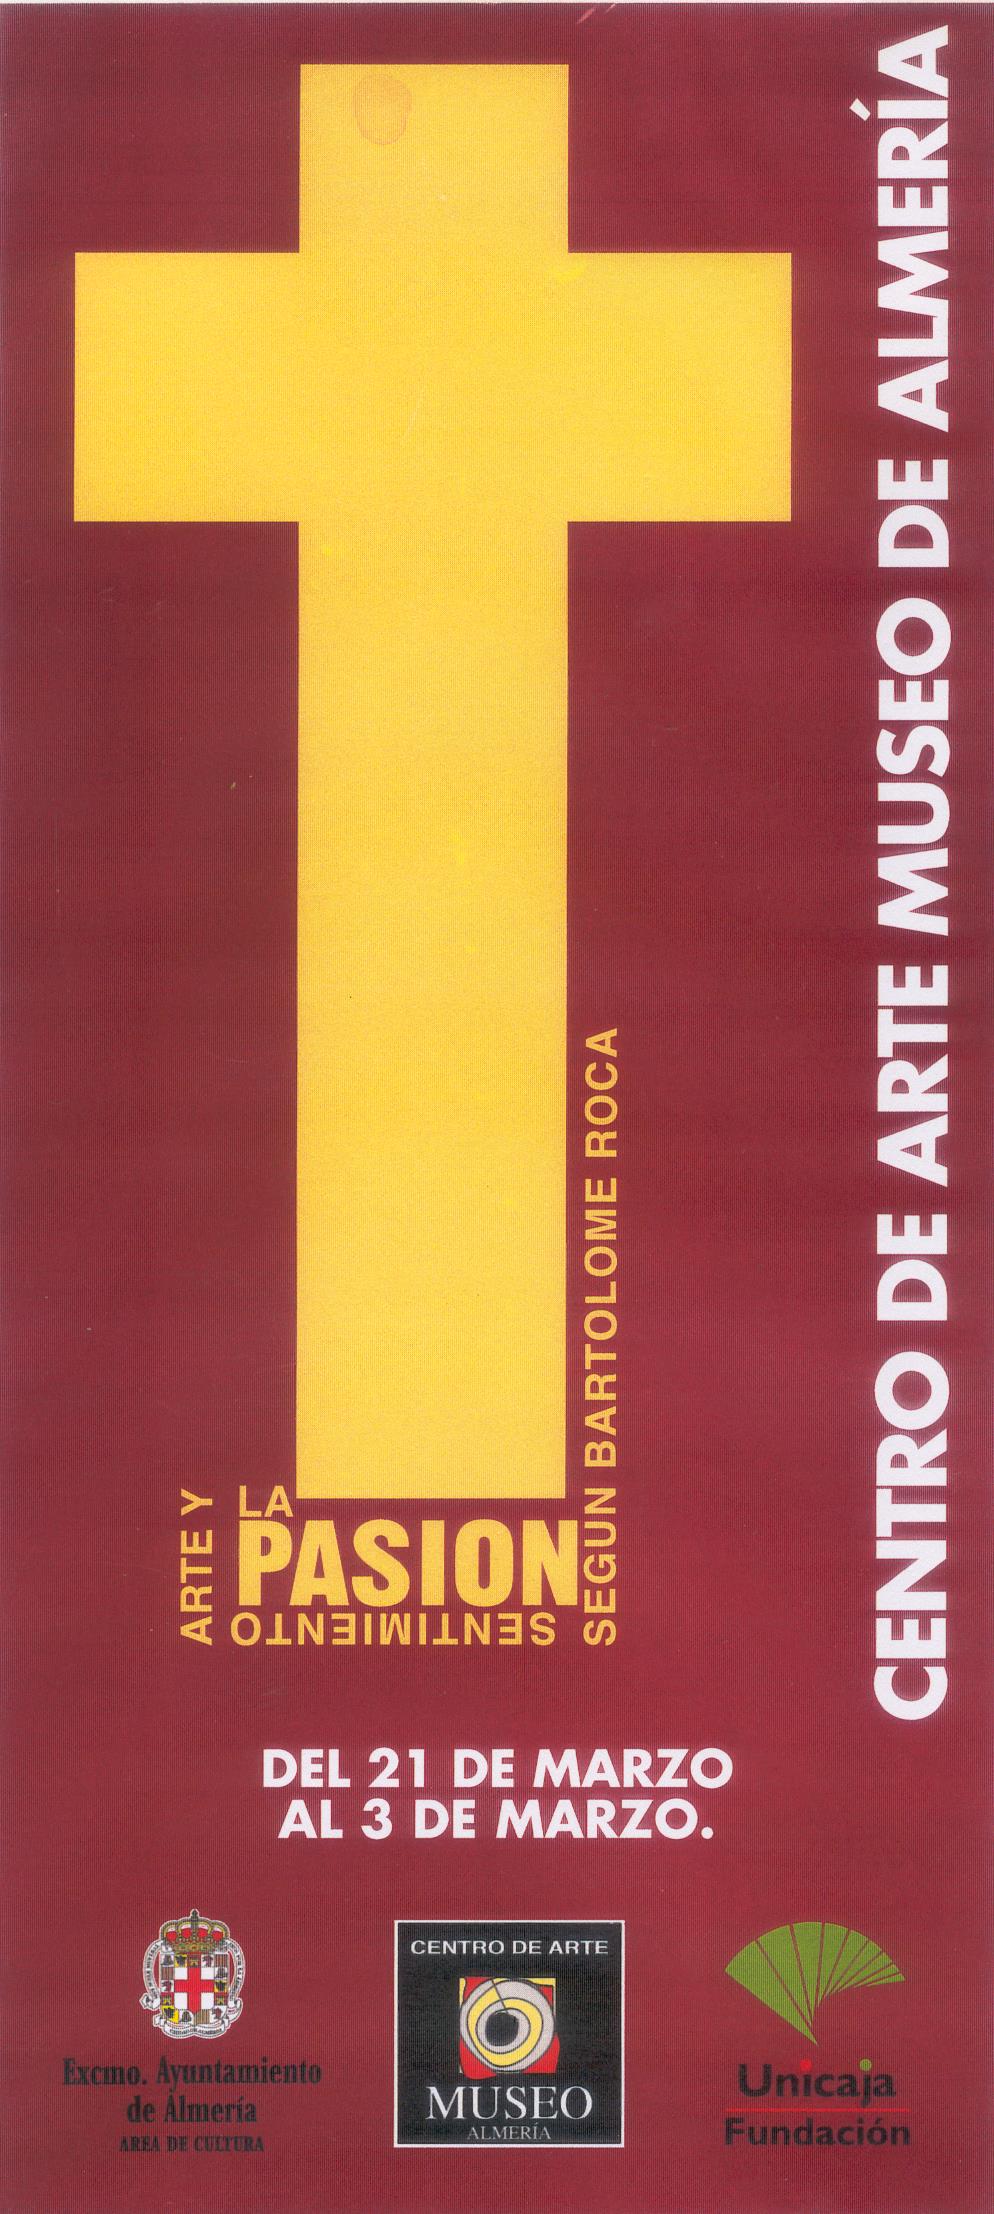 CENTRO DE ARTE MUSEO DE ALMERÍA
ARTE Y
LA
PASION
SENTIMIENTO
SEGUN BARTOLOME ROCA
DEL 21 DE MARZO
AL 3 DE MARZO.
Excmo. Ayuntamiento
de Almería
AREA DE CULTURA
CENTRO DE ARTE
MUSEO
ALMERÍA
Unicaja
Fundación